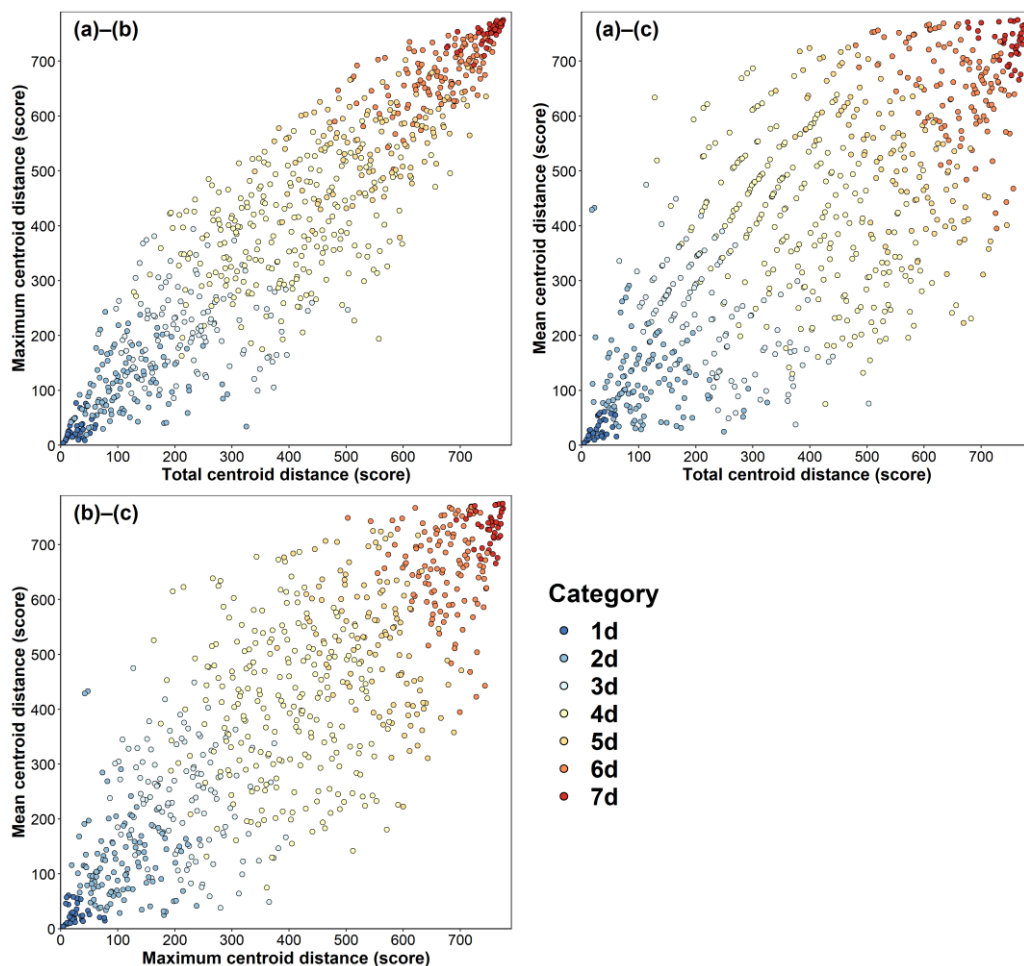 (a)–(b)
Maximum centroid distance (score)
700
600
500
400
300
200
100
0
0 100 200 300 400 500 600 700
Total centroid distance (score)
(a)–(c)
Mean centroid distance (score)
700
600
500
400
300
200
100
0
0 100 200 300 400 500 600 700
Total centroid distance (score)
(b)–(c)
Mean centroid distance (score)
700
600
500
400
300
200
100
0
0 100 200 300 400 500 600 700
Maximum centroid distance (score)
Category
1d
2d
3d
4d
5d
6d
7d